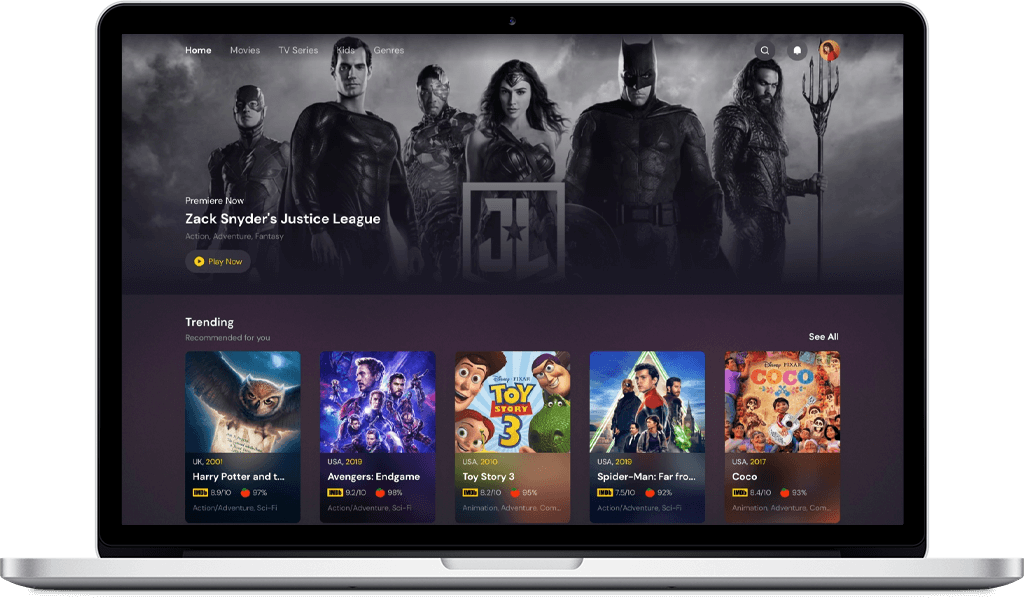 Home Movies TV Series Kids Genres
Premiere Now
Zack Snyder's Justice League
Action, Adventure, Fantasy
Play Now
JL
Trending
Recommended for you
See All
DISNEY · PIXAR
TOY
STORY
3
DISNEY · PIXAR
COCO
UK, 2001
Harry Potter and t...
IMDb 8.9/10 97%
Action/Adventure, Sci-Fi
USA, 2019
Avengers: Endgame
IMDb 9.2/10 98%
Action/Adventure, Sci-Fi
USA, 2010
Toy Story 3
IMDb 8.2/10 95%
Animation, Adventure, Com...
USA, 2019
Spider-Man: Far fro...
IMDb 7.5/10 92%
Action/Adventure, Sci-Fi
USA, 2017
Coco
IMDb 8.4/10 93%
Animation, Adventure, Com...